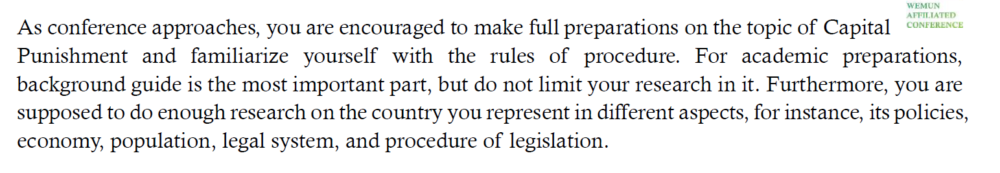 WEMUN
AFFILIATED
CONFERENCE
As conference approaches, you are encouraged to make full preparations on the topic of Capital
Punishment and familiarize yourself with the rules of procedure. For academic preparations,
background guide is the most important part, but do not limit your research in it. Furthermore, you are
supposed to do enough research on the country you represent in different aspects, for instance, its policies,
economy, population, legal system, and procedure of legislation.